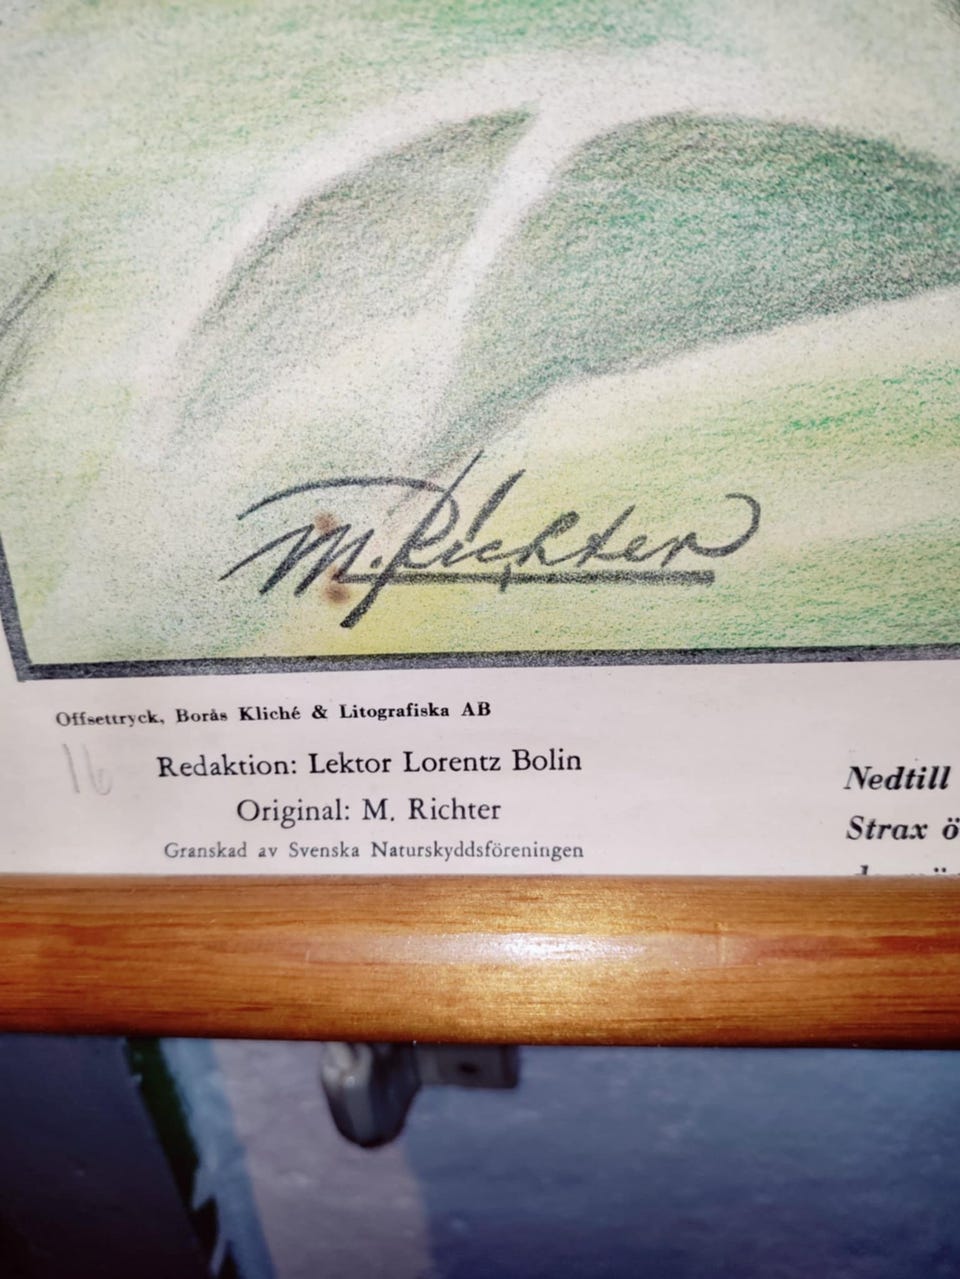 M. Richter
Offsettryck, Borås Kliché & Litografiska AB
16
Redaktion: Lektor Lorentz Bolin
Original: M. Richter
Granskad av Svenska Naturskyddsföreningen
Nedtill
Strax